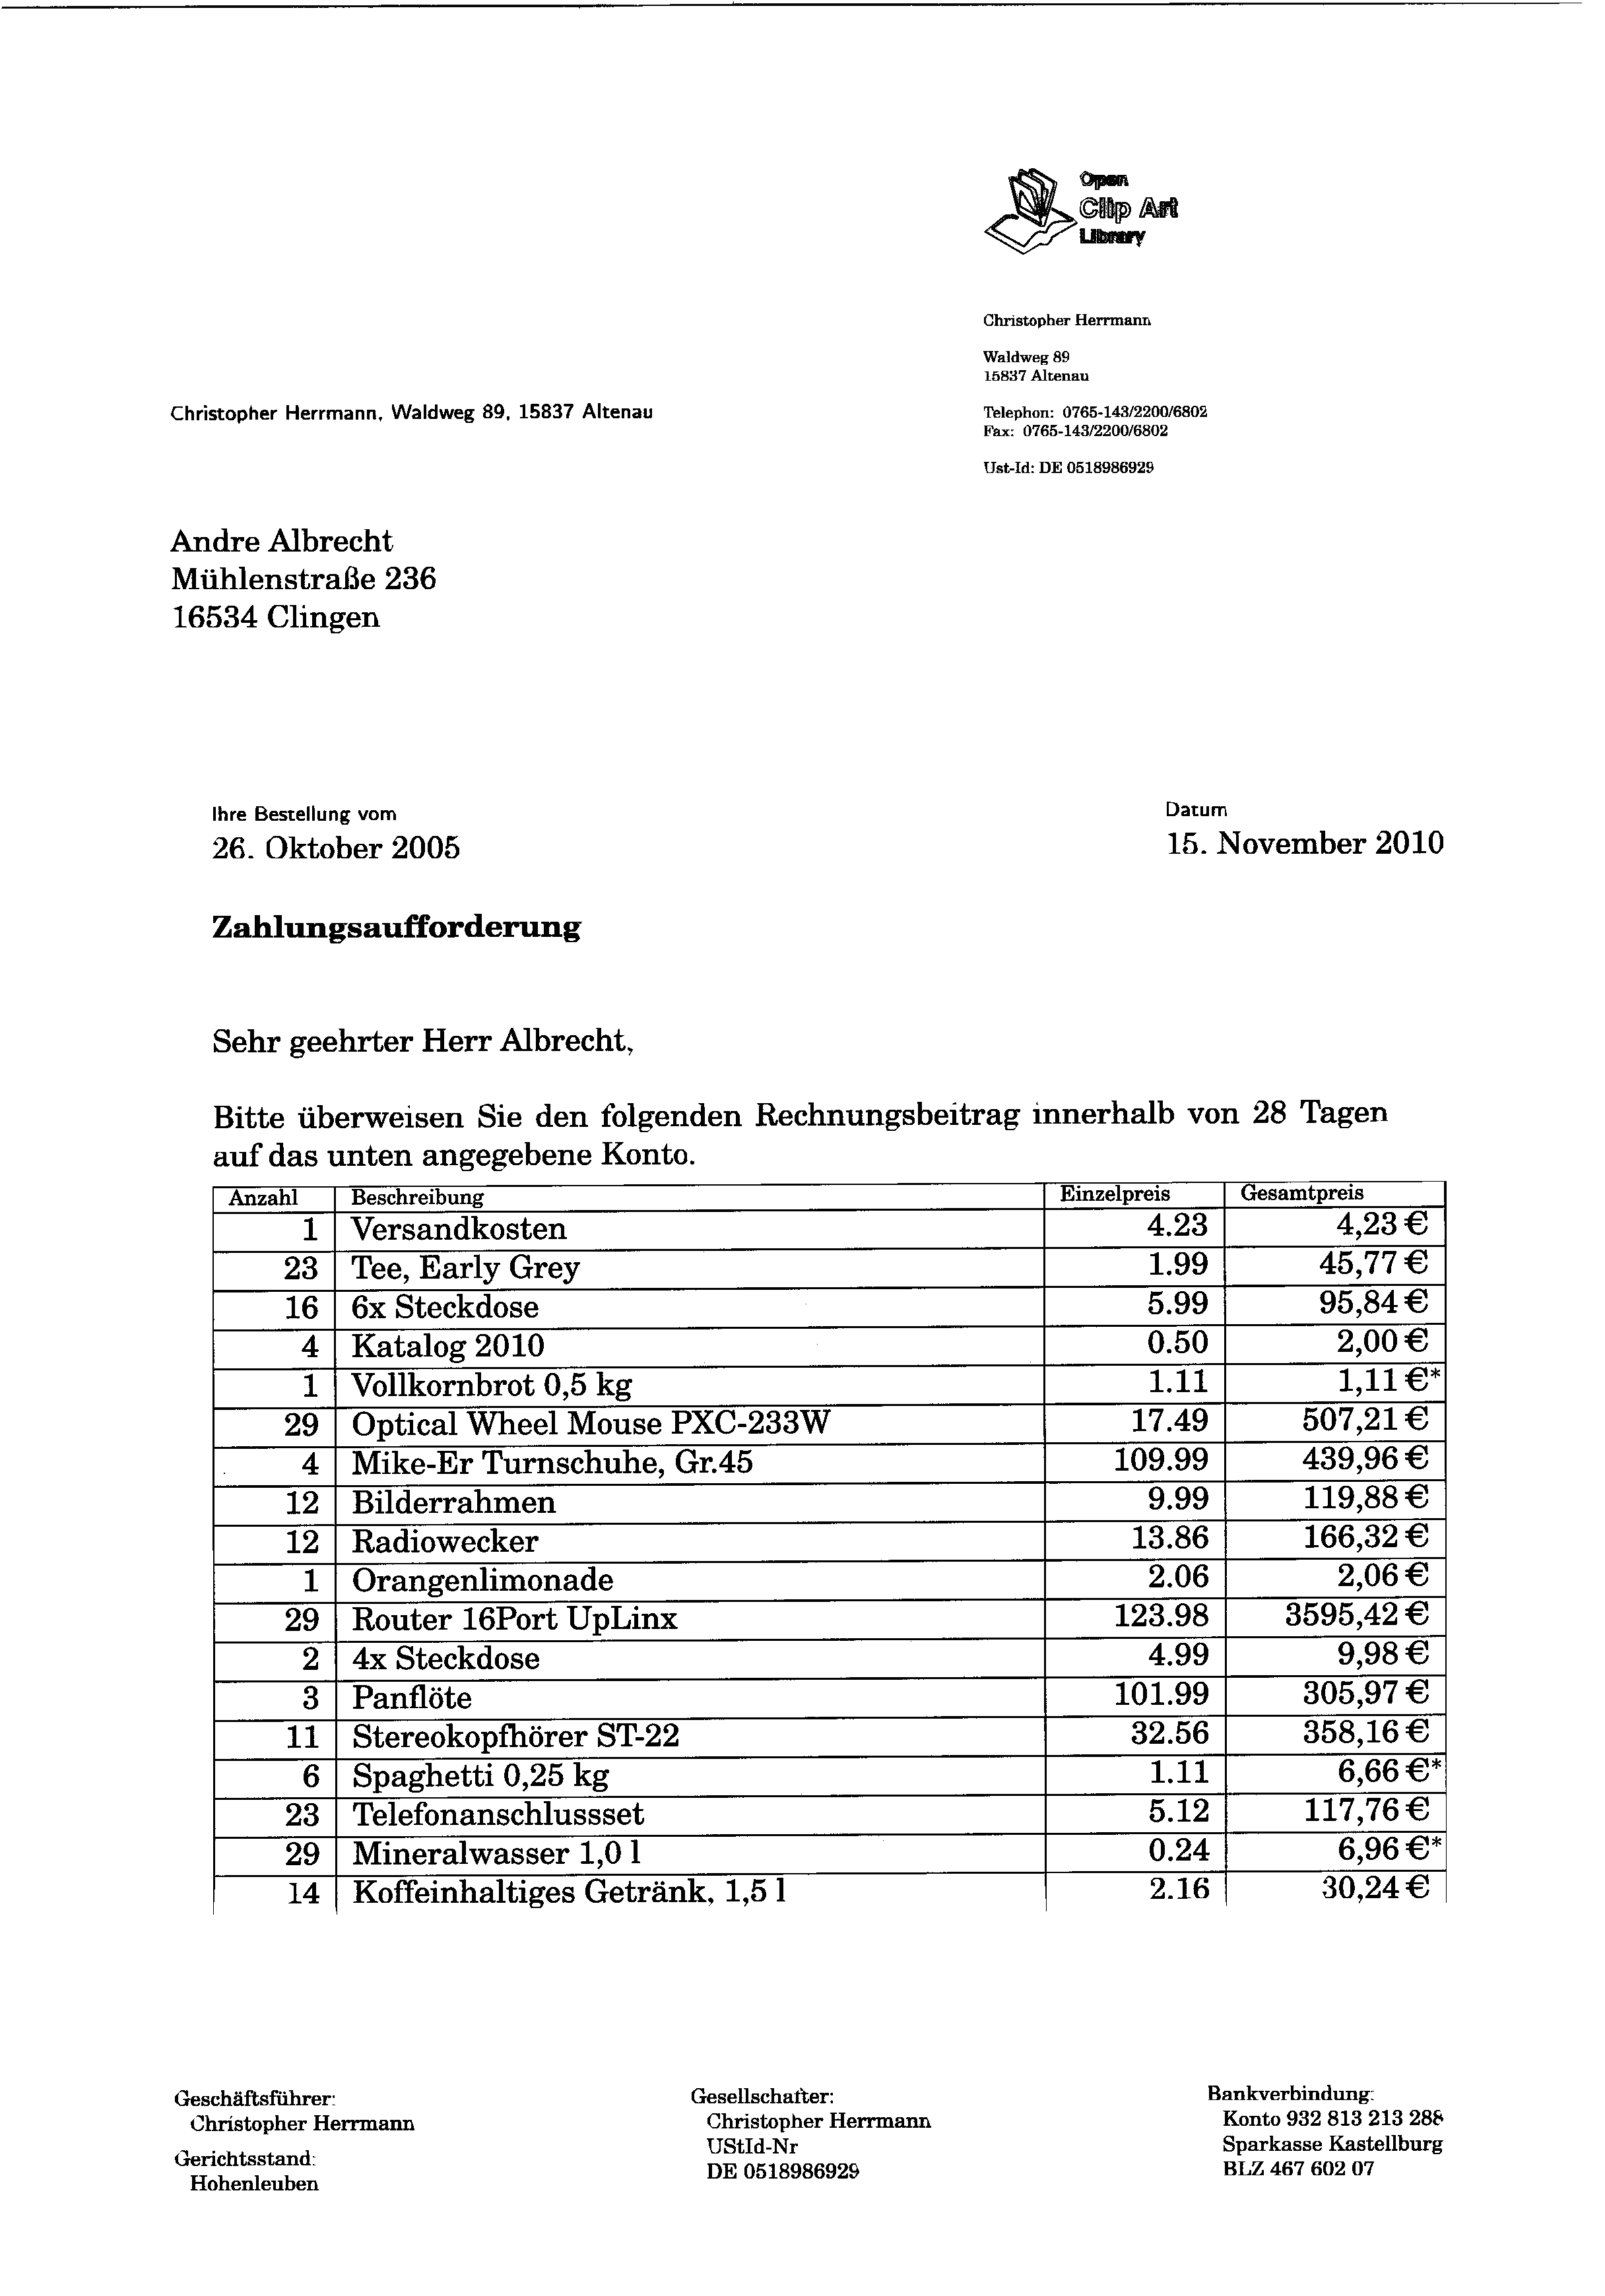 Open
Clip Art
Library
Christopher Herrmann
Waldweg 89
15837 Altenau
Christopher Herrmann, Waldweg 89, 15837 Altenau
Telephon: 0765-143/2200/6802
Fax: 0765-143/2200/6802
Ust-Id: DE 0518986929
Andre Albrecht
Mühlenstraße 236
16534 Clingen
Ihre Bestellung vom
26. Oktober 2005
Datum
15. November 2010
Zahlungsaufforderung
Sehr geehrter Herr Albrecht,
Bitte überweisen Sie den folgenden Rechnungsbeitrag innerhalb von 28 Tagen
auf das unten angegebene Konto.
Anzahl Beschreibung Einzelpreis Gesamtpreis
1 Versandkosten 4.23 4,23 €
23 Tee, Early Grey 1.99 45,77 €
16 6x Steckdose 5.99 95,84 €
4 Katalog 2010 0.50 2,00 €
1 Vollkornbrot 0,5 kg 1.11 1,11 €*
29 Optical Wheel Mouse PXC-233W 17.49 507,21 €
4 Mike-Er Turnschuhe, Gr.45 109.99 439,96 €
12 Bilderrahmen 9.99 119,88 €
12 Radiowecker 13.86 166,32 €
1 Orangenlimonade 2.06 2,06 €
29 Router 16Port UpLinx 123.98 3595,42 €
2 4x Steckdose 4.99 9,98 €
3 Panflöte 101.99 305,97 €
11 Stereokopfhörer ST-22 32.56 358,16 €
6 Spaghetti 0,25 kg 1.11 6,66 €*
23 Telefonanschlussset 5.12 117,76 €
29 Mineralwasser 1,0 l 0.24 6,96 €*
14 Koffeinhaltiges Getränk, 1,5 l 2.16 30,24 €
Geschäftsführer:
Christopher Herrmann
Gerichtsstand:
Hohenleuben
Gesellschafter:
Christopher Herrmann
UStId-Nr
DE 0518986929
Bankverbindung:
Konto 932 813 213 288
Sparkasse Kastellburg
BLZ 467 602 07